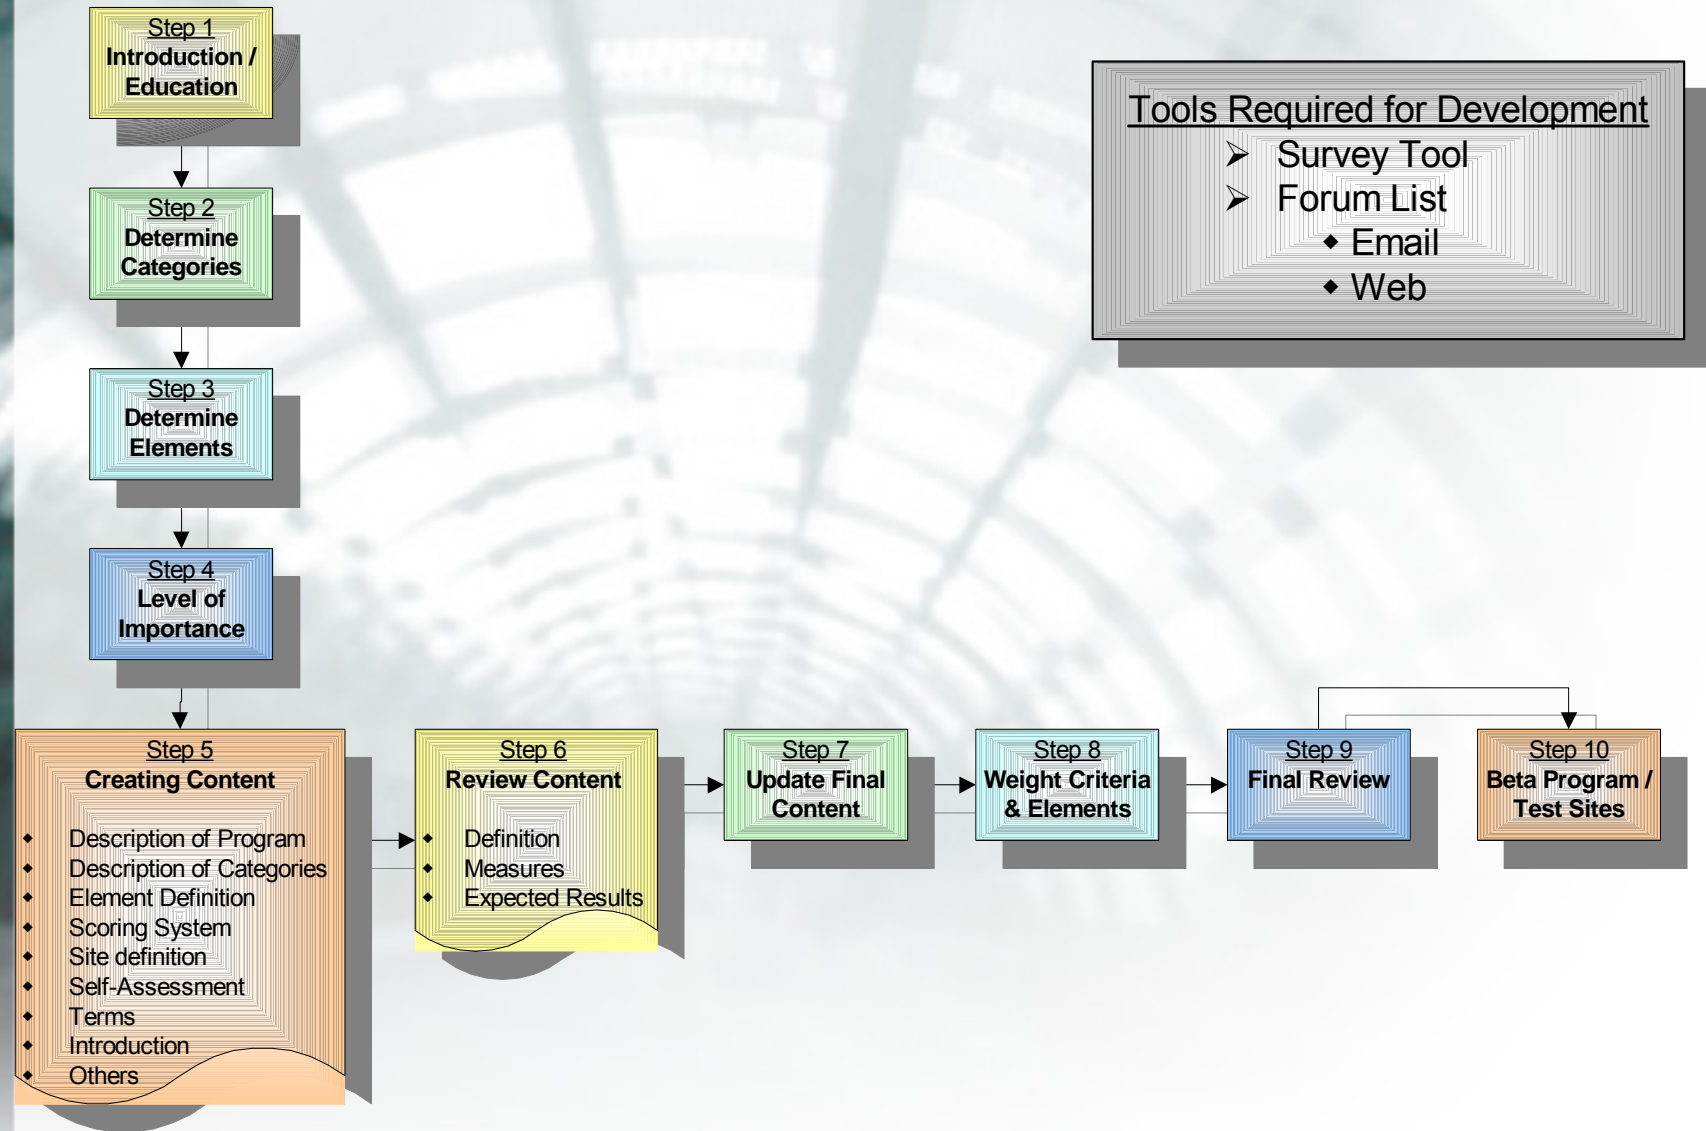 Step 1
Introduction /
Education
Step 2
Determine
Categories
Step 3
Determine
Elements
Step 4
Level of
Importance
Step 5
Creating Content
Description of Program
Description of Categories
Element Definition
Scoring System
Site definition
Self-Assessment
Terms
Introduction
Others
Step 6
Review Content
Definition
Measures
Expected Results
Step 7
Update Final
Content
Step 8
Weight Criteria
& Elements
Step 9
Final Review
Step 10
Beta Program /
Test Sites
Tools Required for Development
Survey Tool
Forum List
Email
Web